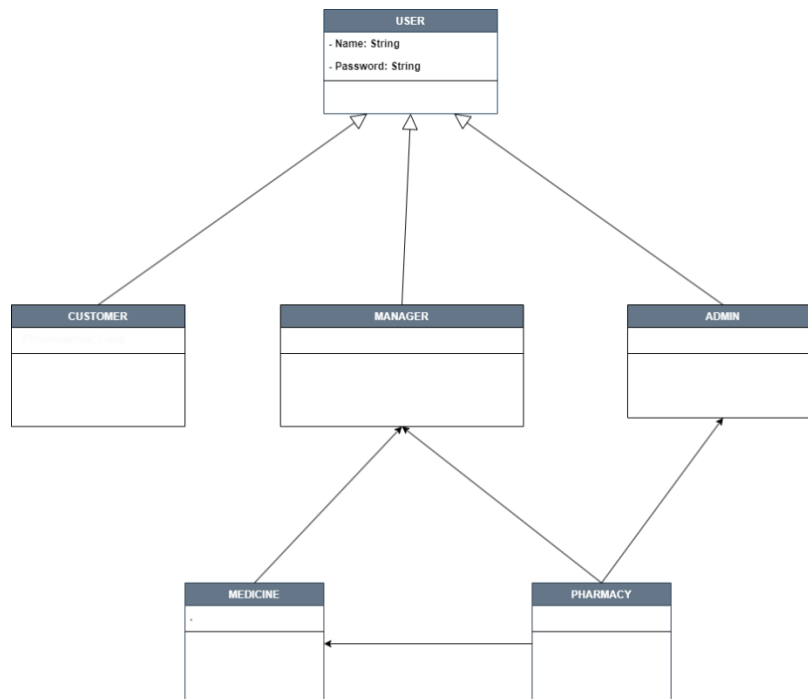 USER
- Name: String
- Password: String
CUSTOMER
MANAGER
ADMIN
MEDICINE
-
PHARMACY